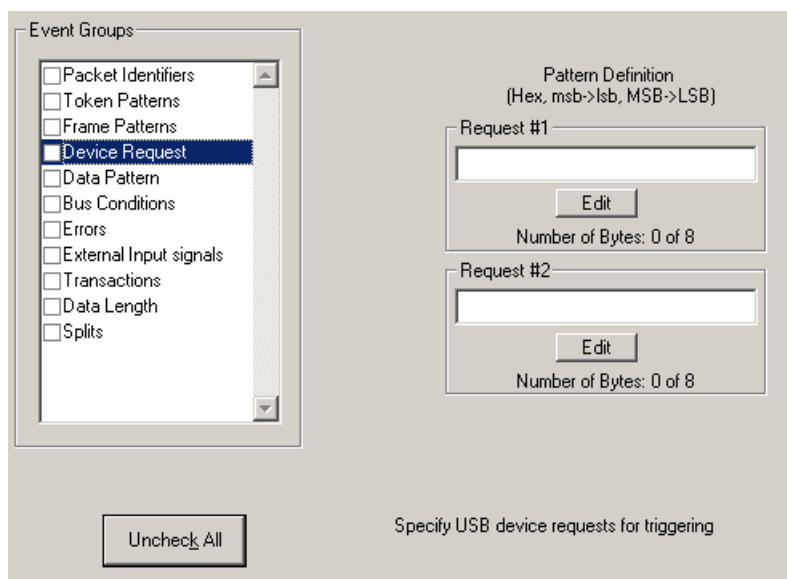 Event Groups
Packet Identifiers
Token Patterns
Frame Patterns
Device Request
Data Pattern
Bus Conditions
Errors
External Input signals
Transactions
Data Length
Splits
Uncheck All
Pattern Definition
(Hex, msb->lsb, MSB->LSB)
Request #1
Edit
Number of Bytes: 0 of 8
Request #2
Edit
Number of Bytes: 0 of 8
Specify USB device requests for triggering